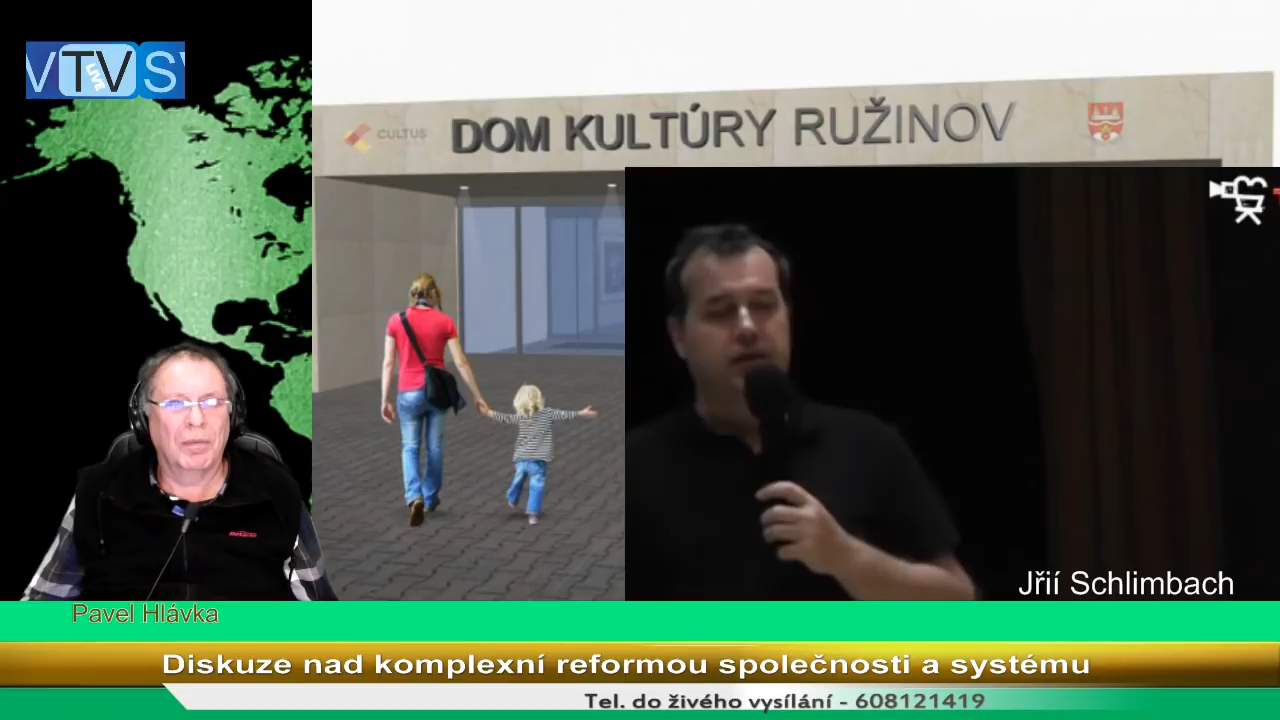 VTVS
LIVE
CULTUS
DOM KULTÚRY RUŽINOV
Jřií Schlimbach
Pavel Hlávka
Diskuze nad komplexní reformou společnosti a systému
Tel. do živého vysílání - 608121419